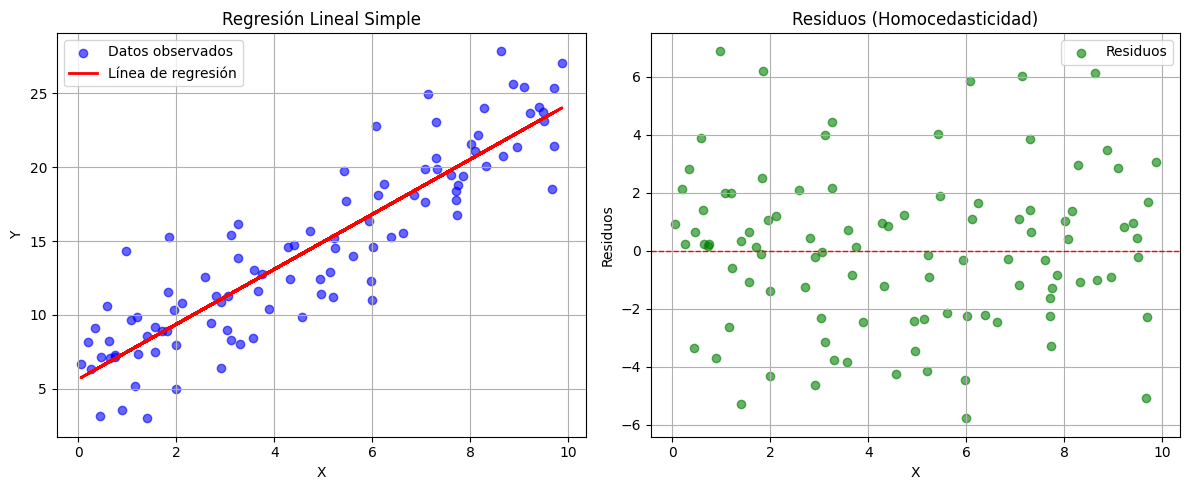 Regresión Lineal Simple
Datos observados
Línea de regresión
25
20
15
10
5
Y
0 2 4 6 8 10
X
Residuos (Homocedasticidad)
Residuos
6
4
2
0
−2
−4
−6
Residuos
0 2 4 6 8 10
X